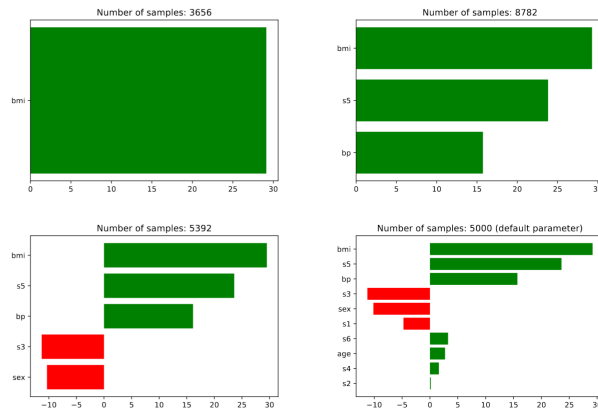 Number of samples: 3656
bmi
0 5 10 15 20 25 30
Number of samples: 8782
bmi
s5
bp
0 5 10 15 20 25 30
Number of samples: 5392
bmi
s5
bp
s3
sex
−10 −5 0 5 10 15 20 25 30
Number of samples: 5000 (default parameter)
bmi
s5
bp
s3
sex
s1
s6
age
s4
s2
−10 −5 0 5 10 15 20 25 30